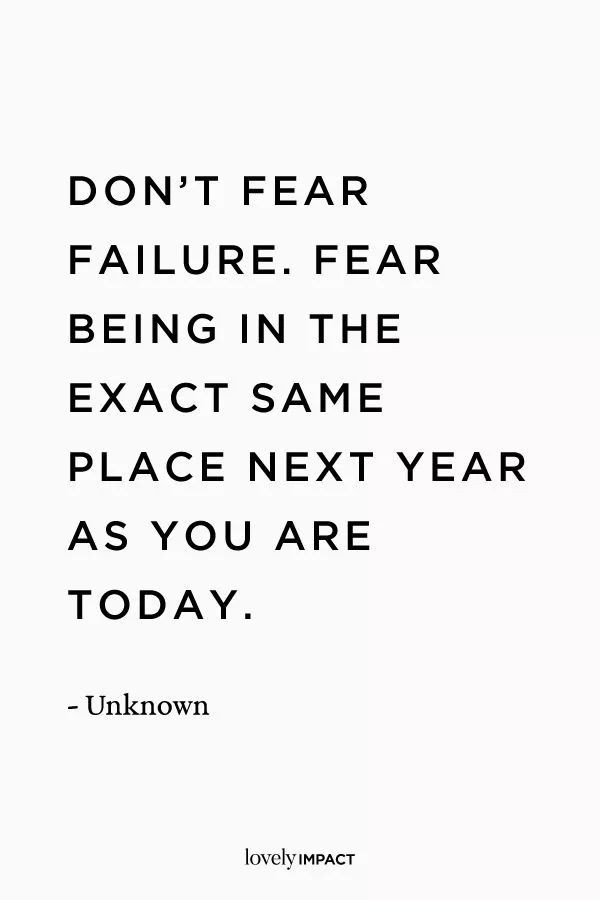 DON’T FEAR
FAILURE. FEAR
BEING IN THE
EXACT SAME
PLACE NEXT YEAR
AS YOU ARE
TODAY.
- Unknown
lovely IMPACT